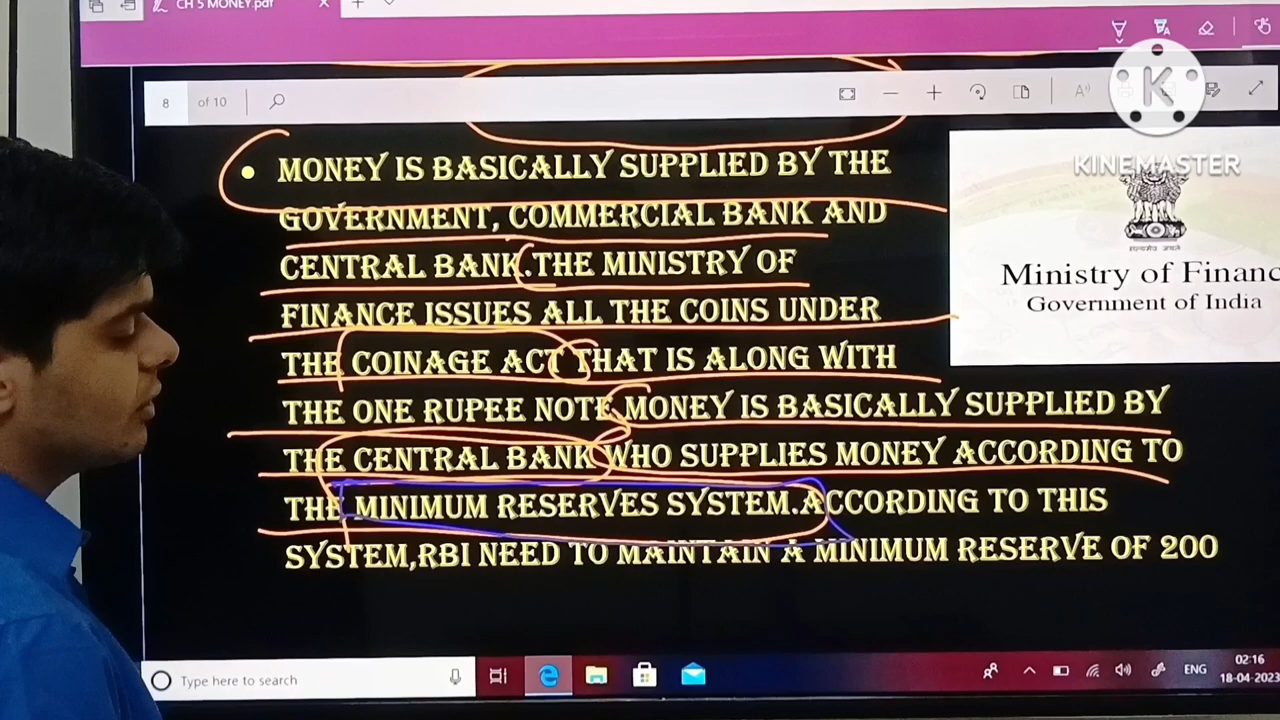 CH 5 MONEY.pdf
8 of 10
KINEMASTER
MONEY IS BASICALLY SUPPLIED BY THE
GOVERNMENT, COMMERCIAL BANK AND
CENTRAL BANK.THE MINISTRY OF
FINANCE ISSUES ALL THE COINS UNDER
THE COINAGE ACT THAT IS ALONG WITH
THE ONE RUPEE NOTE MONEY IS BASICALLY SUPPLIED BY
THE CENTRAL BANK WHO SUPPLIES MONEY ACCORDING TO
THE MINIMUM RESERVES SYSTEM.ACCORDING TO THIS
SYSTEM,RBI NEED TO MAINTAIN A MINIMUM RESERVE OF 200
सत्यमेव जयते
Ministry of Financ
Government of India
Type here to search
ENG
02:16
18-04-2023